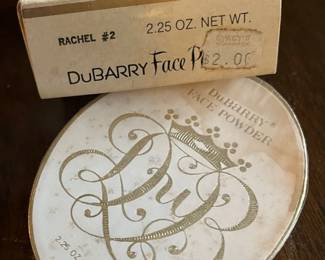 RACHEL #2
2.25 OZ. NET WT.
$2.00
DuBARRY Face
DuBARRY
FACE POWDER
2.25 OZ.